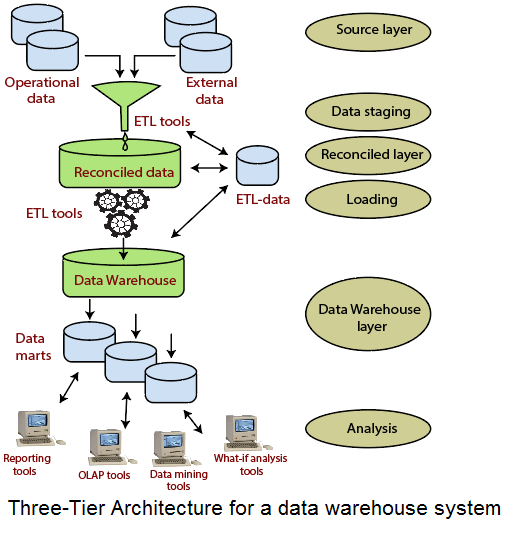 Source layer
Operational
data
External
data
ETL tools
Data staging
Reconciled data
Reconciled layer
ETL tools
ETL-data
Loading
Data Warehouse
Data Warehouse
layer
Data
marts
Analysis
Reporting
tools
OLAP tools
Data mining
tools
What-if analysis
tools
Three-Tier Architecture for a data warehouse system